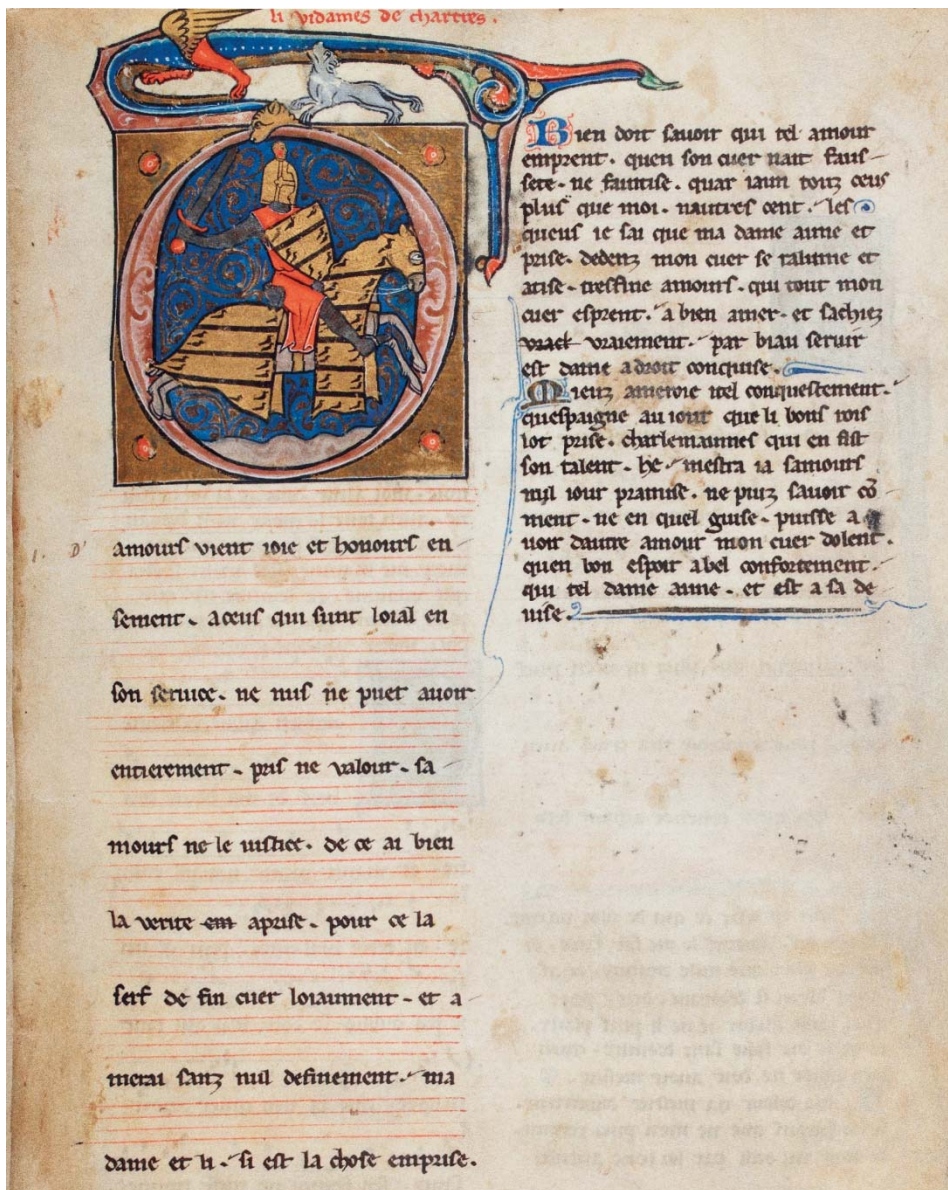 li vidames de chartres.
D'
amours vient ioie et honours en
sement. a ceus qui sunt loial en
son seruice. ne nus ne puet auoir
entierement. pris ne valour. sa
mours ne le iustice. de ce ai bien
la verite em aprise. pour ce la
serf de fin cuer loiaument. et a
merai sanz nul definement. ma
dame et li. si est la chose emprise.
Bien doit sauoir qui tel amour
emprent. quen son cuer nait faus
sete. ne faintise. quar iaim touz ceus
plus que moi. nautres cent. les
queus ie sai que ma dame aime et
prise. dedenz mon cuer se ralume et
atise. tresfine amours. qui tout mon
cuer esprent. a bien amer. et sachiez
vraei vraiement. par biau seruir
est dame a droit conquise.
Mieuz ameroie itel conquestement.
quespaigne au iour que li bons rois
lot prise. charlemaines qui en fist
son talent. he mestra ia samours
nul iour pramise. ne puiz sauoir cō
ment. ne en quel guise. puisse a
uoir dautre amour mon cuer dolent.
quen bon espoir a bel confortement.
qui tel dame aime. et est a sa de
uise.